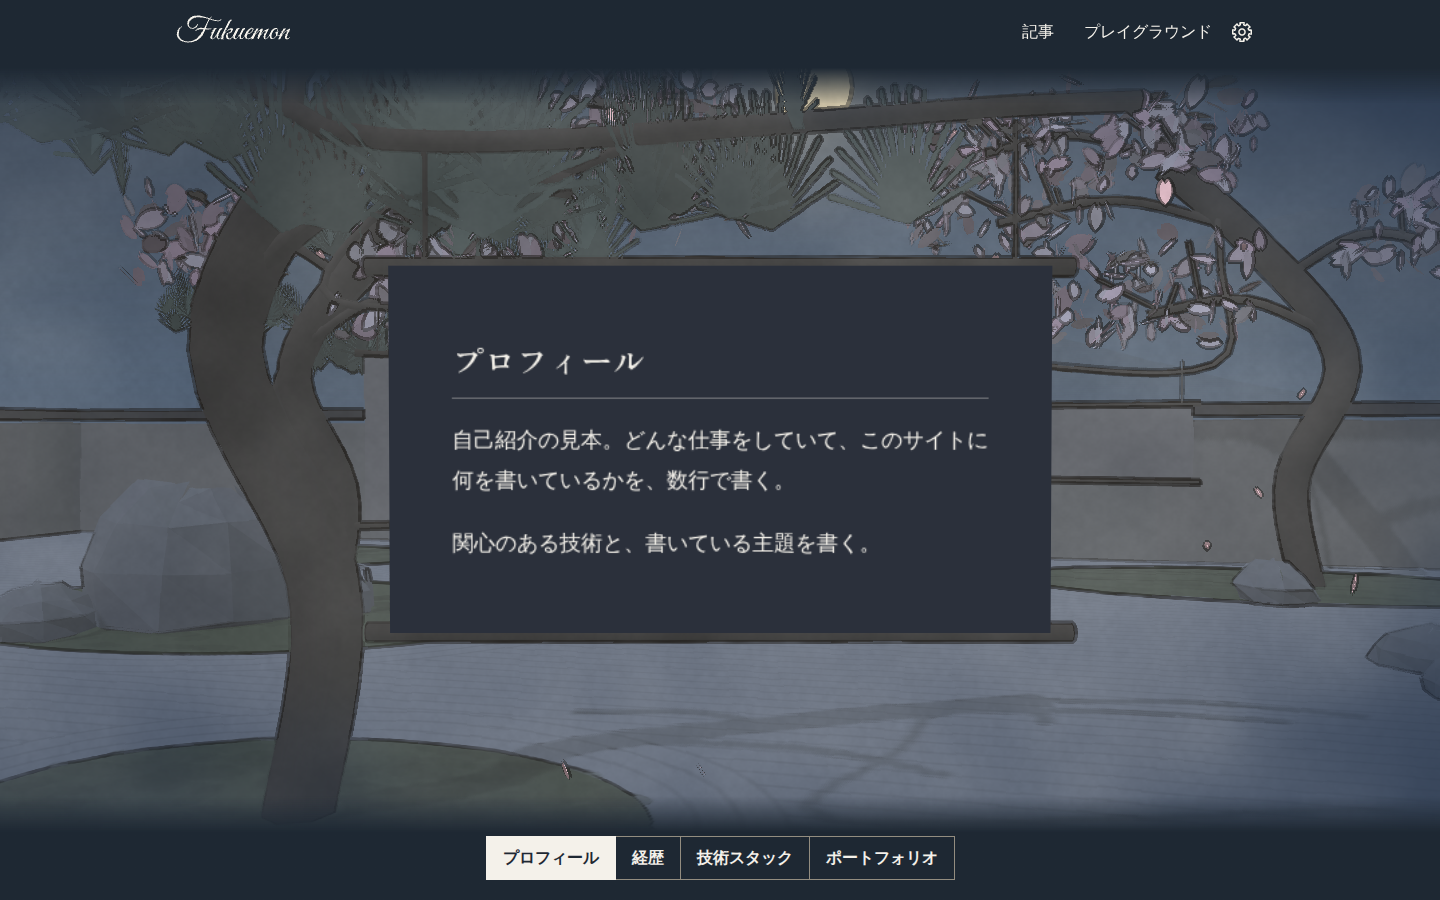 Fukuemon
記事
プレイグラウンド
プロフィール
自己紹介の見本。どんな仕事をしていて、このサイトに
何を書いているかを、数行で書く。
関心のある技術と、書いている主題を書く。
プロフィール
経歴
技術スタック
ポートフォリオ